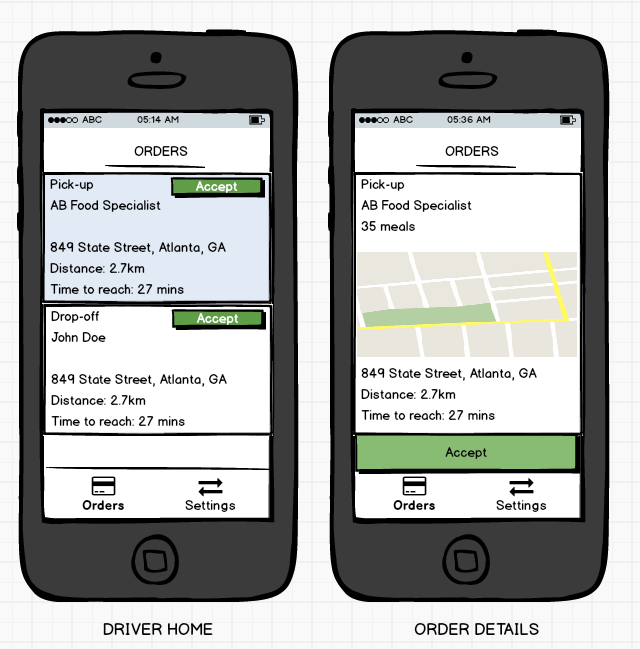 ABC 05:14 AM
ORDERS
Pick-up Accept
AB Food Specialist
849 State Street, Atlanta, GA
Distance: 2.7km
Time to reach: 27 mins
Drop-off Accept
John Doe
849 State Street, Atlanta, GA
Distance: 2.7km
Time to reach: 27 mins
Orders Settings
DRIVER HOME
ABC 05:36 AM
ORDERS
Pick-up
AB Food Specialist
35 meals
849 State Street, Atlanta, GA
Distance: 2.7km
Time to reach: 27 mins
Accept
Orders Settings
ORDER DETAILS